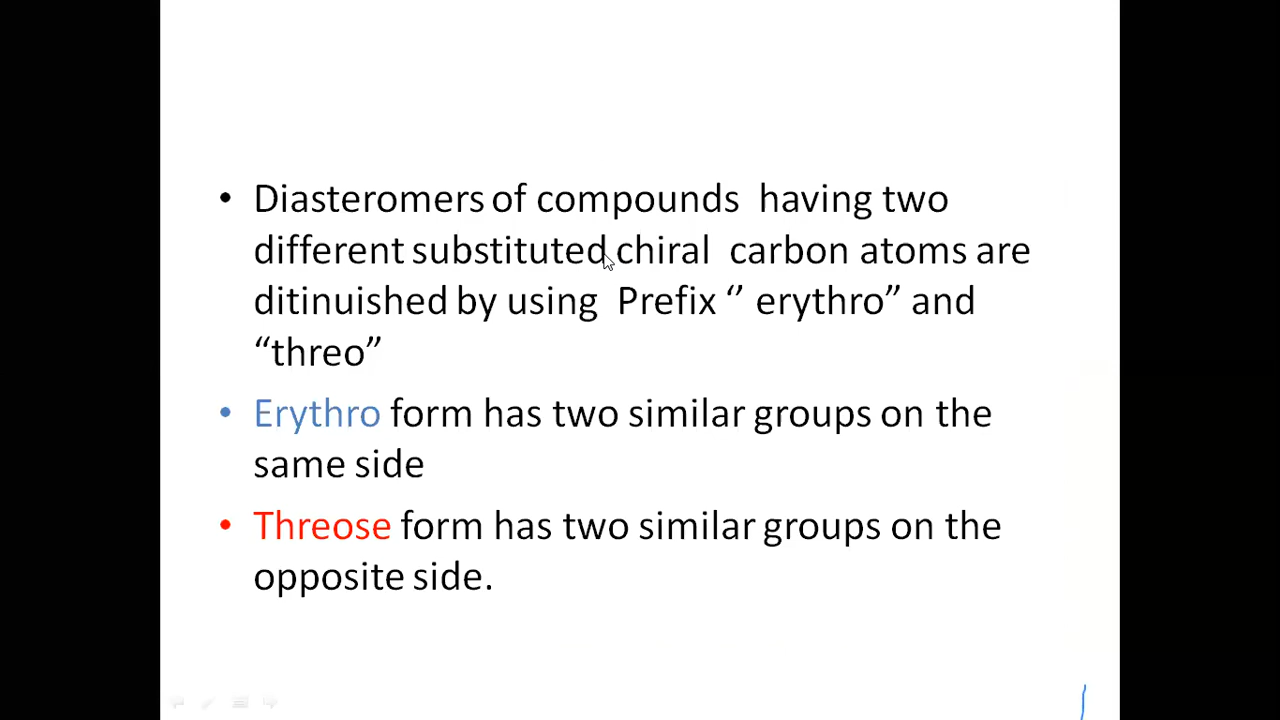 • Diasteromers of compounds having two
different substituted chiral carbon atoms are
ditinuished by using Prefix ‘’ erythro” and
“threo”
• Erythro form has two similar groups on the
same side
• Threose form has two similar groups on the
opposite side.